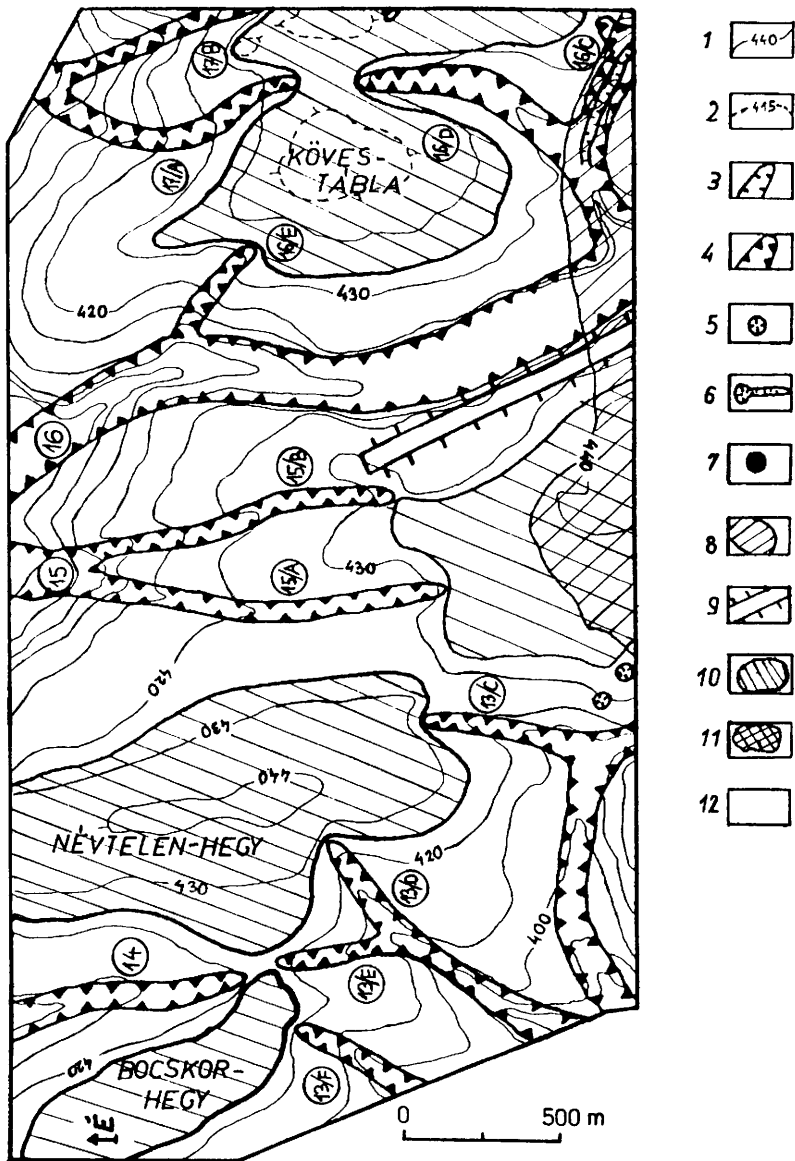 17/B
16/C
KÖVES-
TÁBLA
16/D
17/A
16/E
420
430
16
15/B
440
15
15/A
430
420
13/C
430
440
NÉVTELEN-HEGY
430
420
13/D
400
14
13/E
420
BOCSKOR-
HEGY
13/F
É
0 500 m
1 440
2 415
3
4
5
6
7
8
9
10
11
12